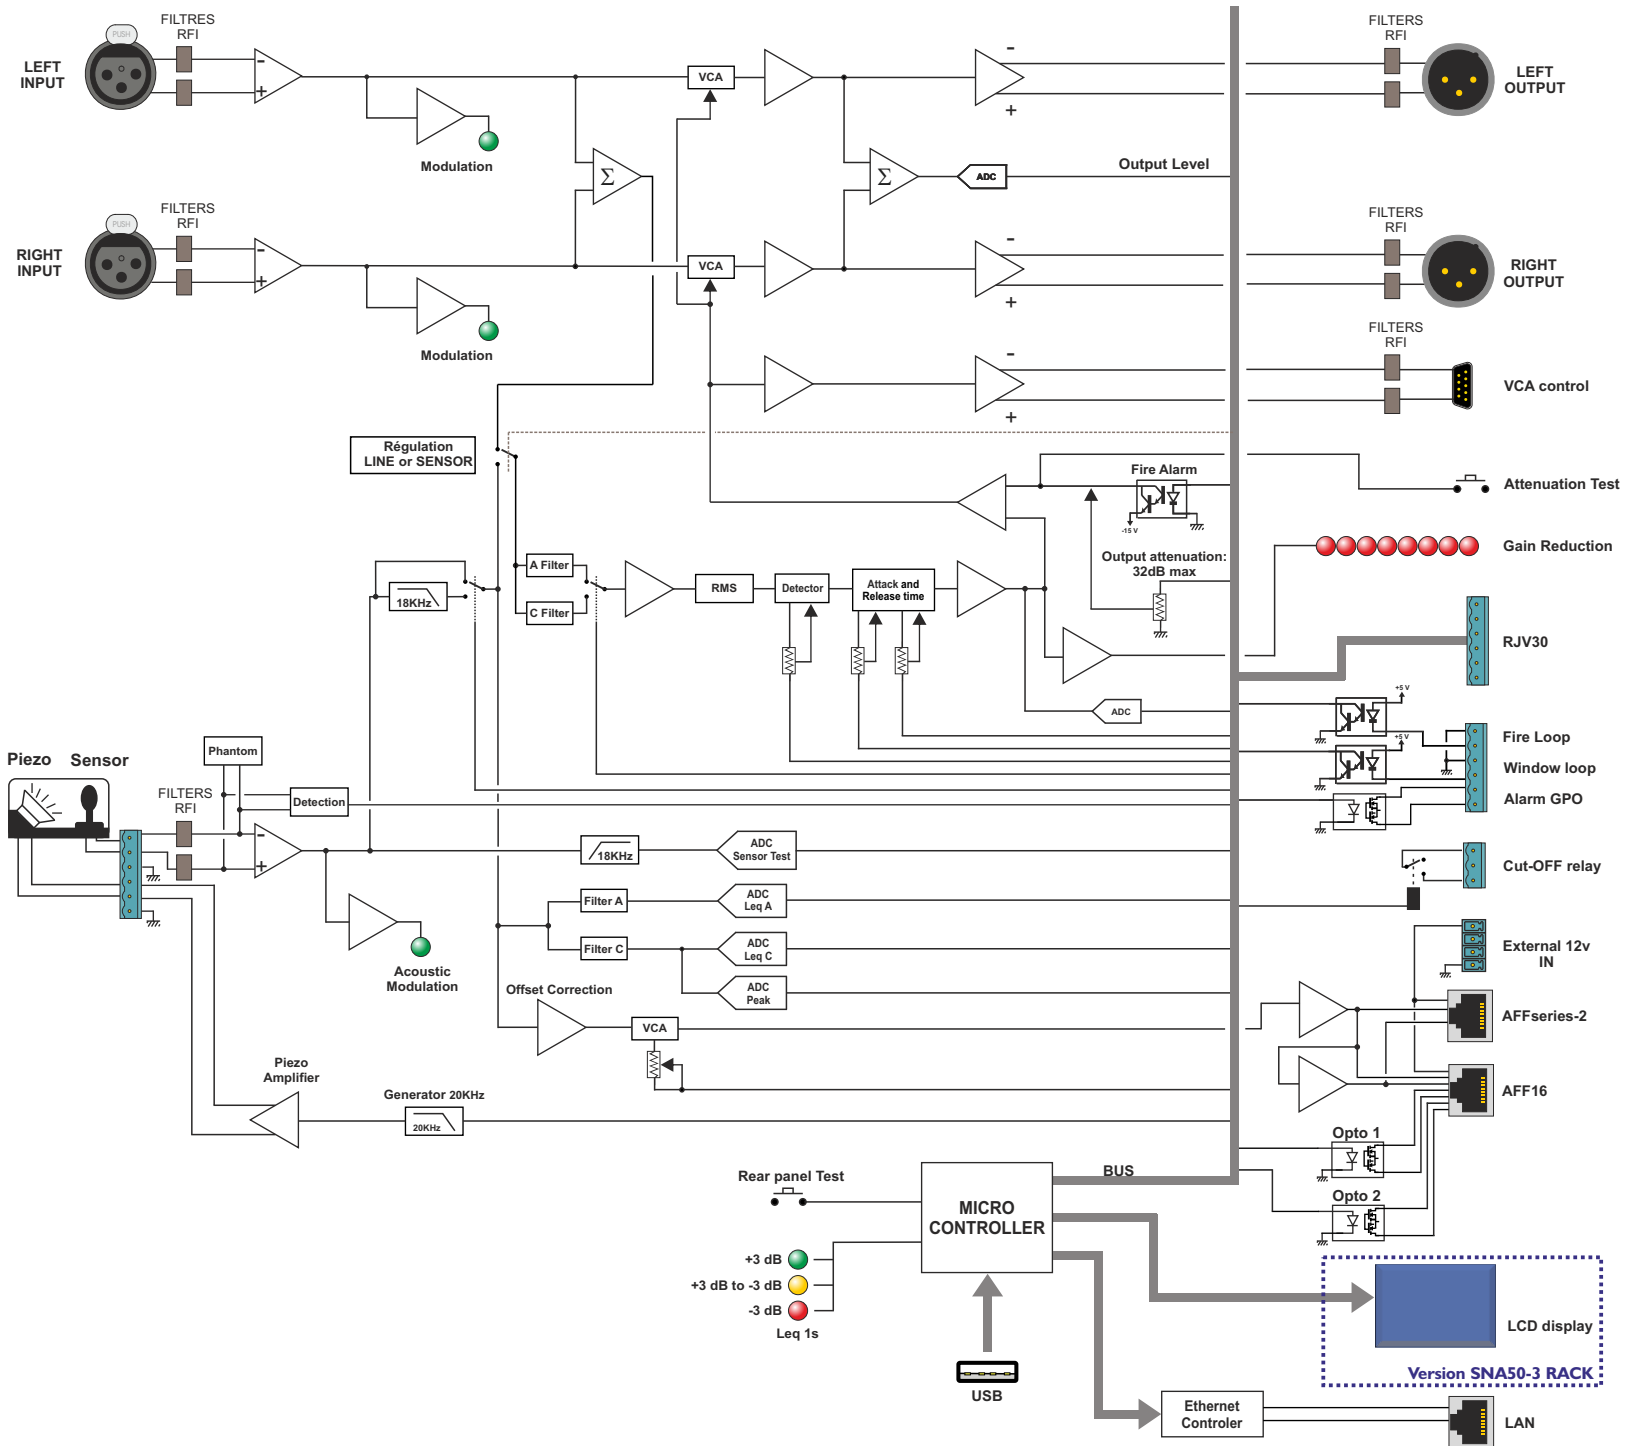 FILTRES
RFI
PUSH
LEFT
INPUT
-
+
Modulation
VCA
-
+
FILTERS
RFI
LEFT
OUTPUT
Σ
Σ
ADC
Output Level
FILTERS
RFI
PUSH
RIGHT
INPUT
-
+
Modulation
VCA
-
+
FILTERS
RFI
RIGHT
OUTPUT
-
+
FILTERS
RFI
VCA control
Régulation
LINE or SENSOR
Fire Alarm
-15 V
Attenuation Test
Gain Reduction
Output attenuation:
32dB max
18KHz
A Filter
C Filter
RMS
Detector
Attack and
Release time
ADC
RJV30
+5 V
Fire Loop
+5 V
Window loop
Alarm GPO
Piezo Sensor
Phantom
Detection
FILTERS
RFI
-
+
18KHz
ADC
Sensor Test
Cut-OFF relay
Filter A
ADC
Leq A
Filter C
ADC
Leq C
ADC
Peak
Acoustic
Modulation
Offset Correction
VCA
External 12v
IN
AFFseries-2
AFF16
Piezo
Amplifier
Generator 20KHz
20KHz
Opto 1
Opto 2
Rear panel Test
BUS
MICRO
CONTROLLER
+3 dB
+3 dB to -3 dB
-3 dB
Leq 1s
USB
LCD display
Version SNA50-3 RACK
Ethernet
Controler
LAN